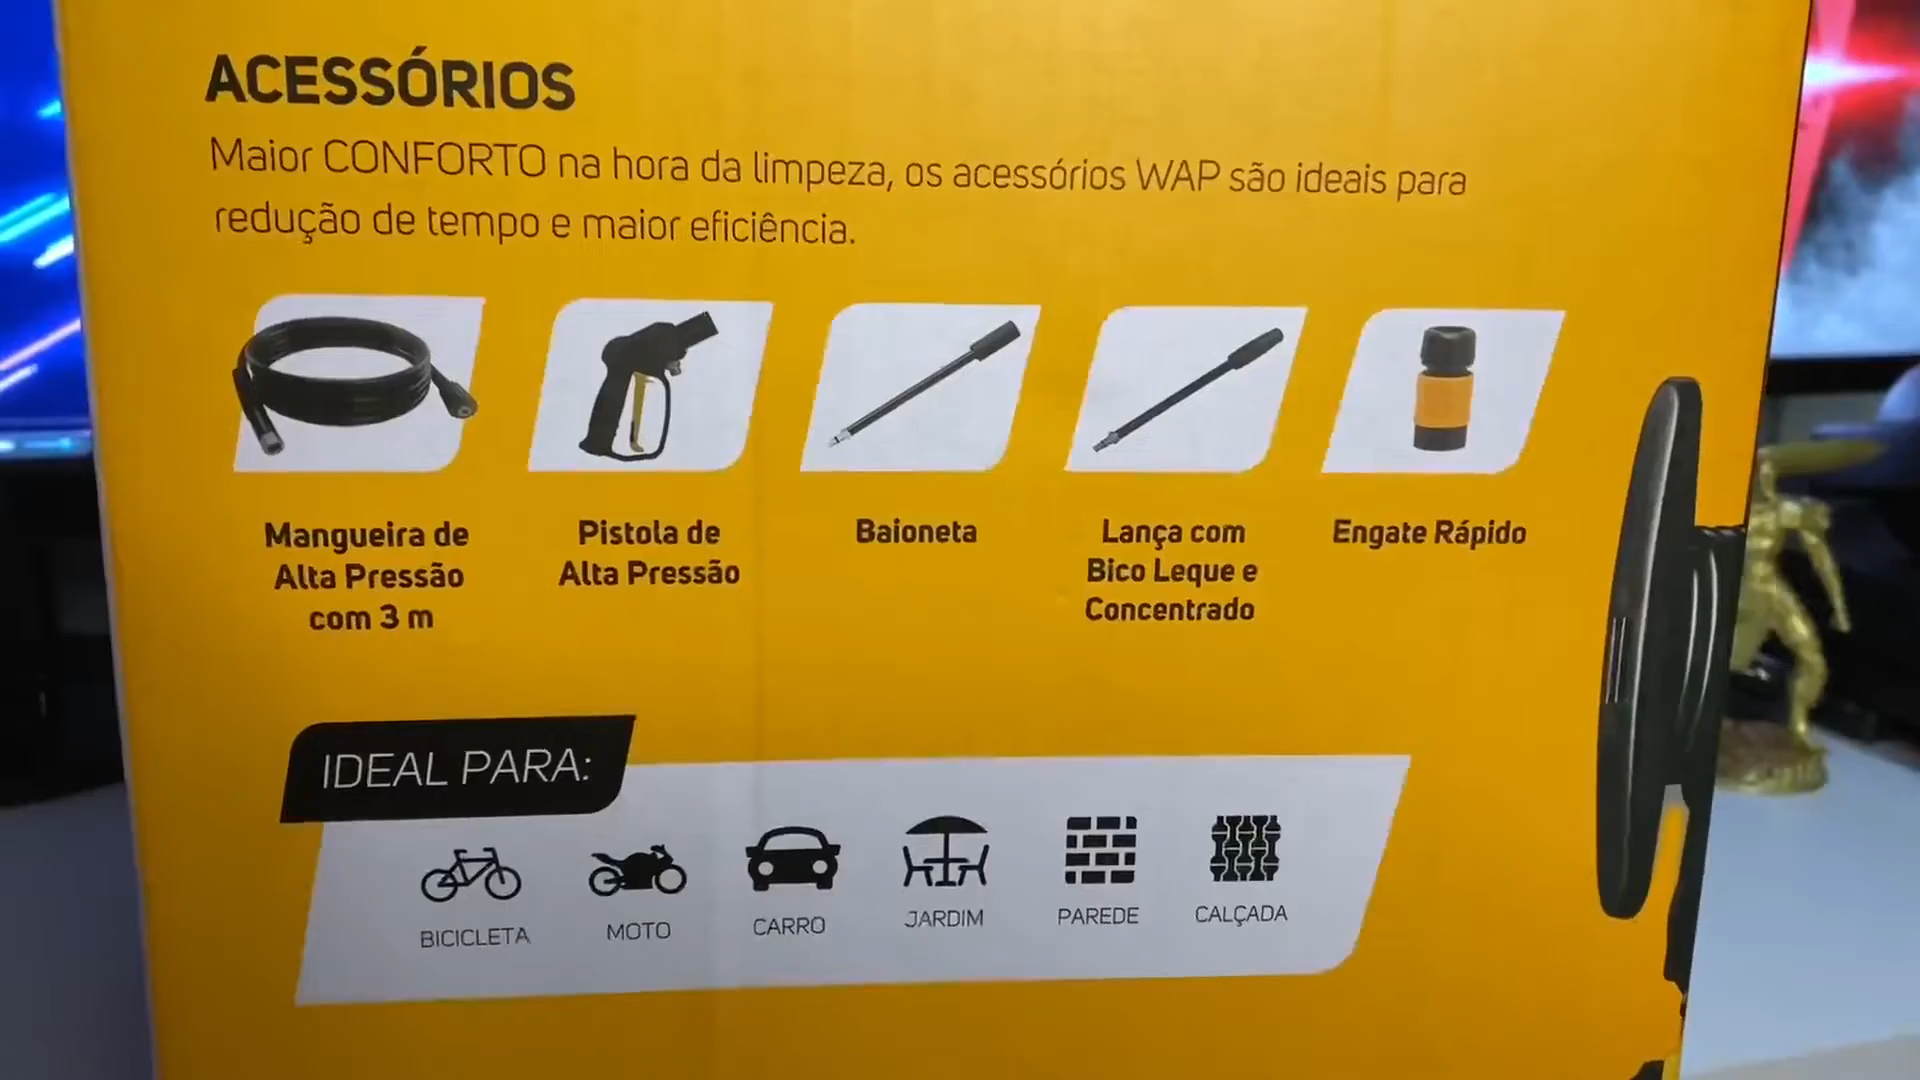 ACESSÓRIOS
Maior CONFORTO na hora da limpeza, os acessórios WAP são ideais para
redução de tempo e maior eficiência.
Mangueira de
Alta Pressão
com 3 m
Pistola de
Alta Pressão
Baioneta
Lança com
Bico Leque e
Concentrado
Engate Rápido
IDEAL PARA:
BICICLETA
MOTO
CARRO
JARDIM
PAREDE
CALÇADA